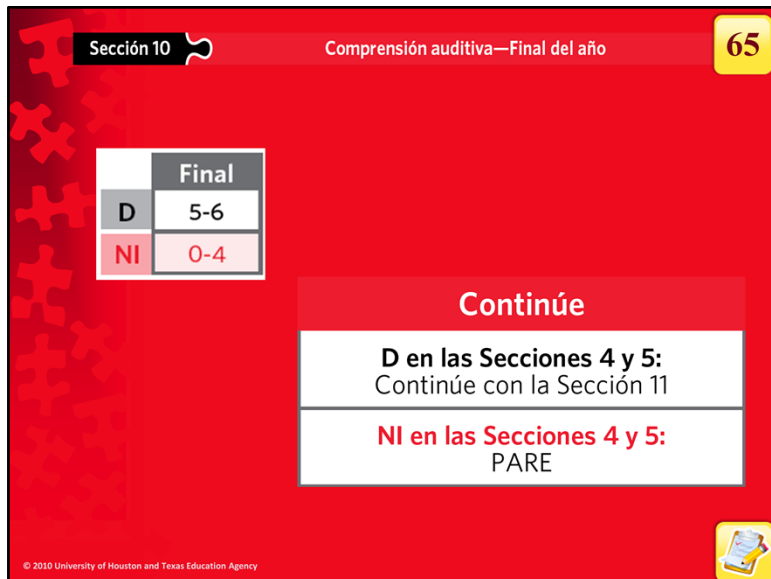 Sección 10
Comprensión auditiva—Final del año
65
Final
D 5-6
NI 0-4
Continúe
D en las Secciones 4 y 5:
Continúe con la Sección 11
NI en las Secciones 4 y 5:
PARE
© 2010 University of Houston and Texas Education Agency